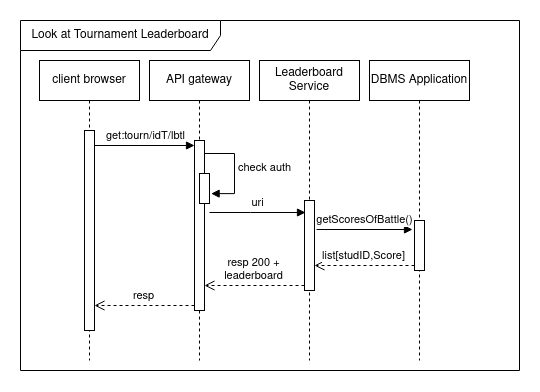 Look at Tournament Leaderboard
client browser
API gateway
Leaderboard
Service
DBMS Application
get:tourn/idT/lbtl
check auth
uri
getScoresOfBattle()
list[studID,Score]
resp 200 +
leaderboard
resp